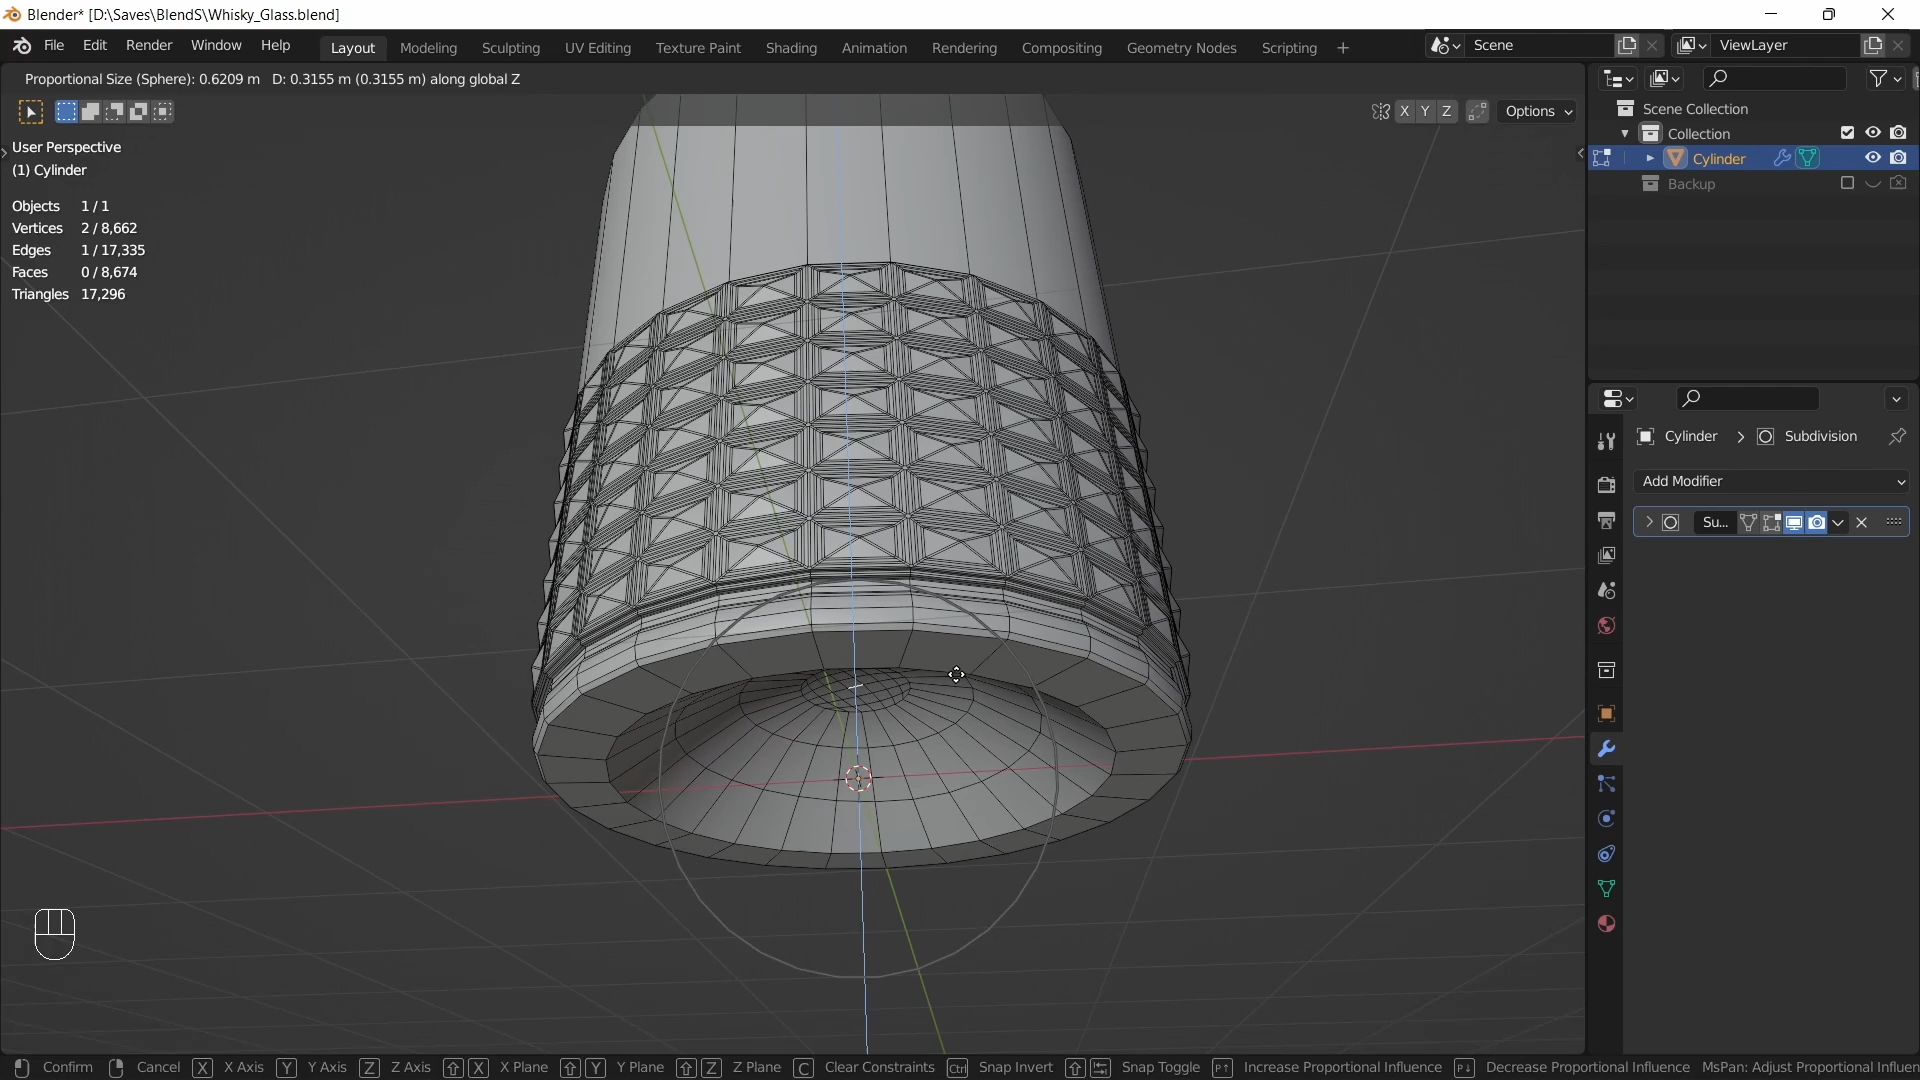 Blender* [D:\Saves\BlendS\Whisky_Glass.blend]
File Edit Render Window Help Layout Modeling Sculpting UV Editing Texture Paint Shading Animation Rendering Compositing Geometry Nodes Scripting + Scene ViewLayer
Proportional Size (Sphere): 0.6209 m D: 0.3155 m (0.3155 m) along global Z
X Y Z Options
User Perspective
(1) Cylinder
Objects 1 / 1
Vertices 2 / 8,662
Edges 1 / 17,335
Faces 0 / 8,674
Triangles 17,296
Scene Collection
Collection
Cylinder
Backup
Cylinder > Subdivision
Add Modifier
Su...
Confirm Cancel X X Axis Y Y Axis Z Z Axis X X Plane Y Y Plane Z Z Plane C Clear Constraints Ctrl Snap Invert Snap Toggle Increase Proportional Influence Decrease Proportional Influence MsPan: Adjust Proportional Influen